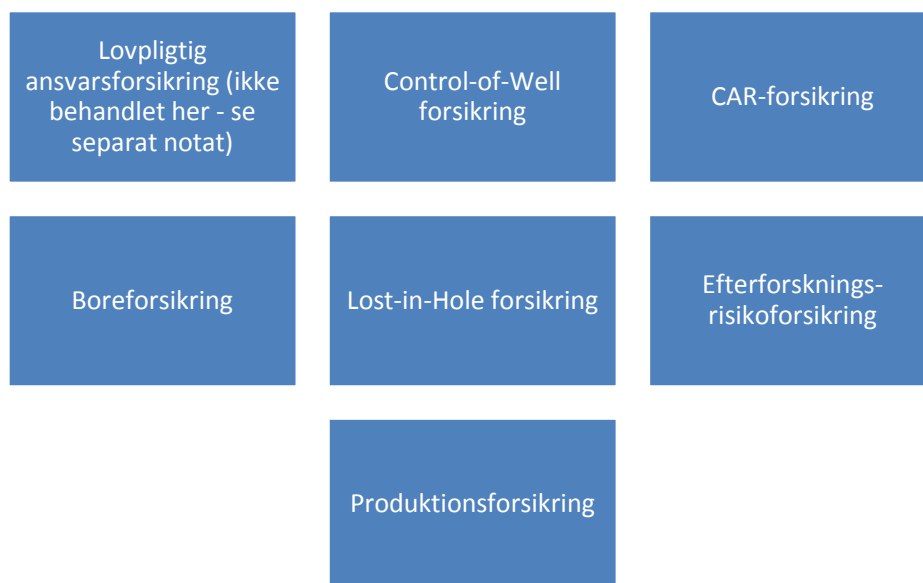 Lovpligtig
ansvarsforsikring (ikke
behandlet her - se
separat notat)
Control-of-Well
forsikring
CAR-forsikring
Boreforsikring
Lost-in-Hole forsikring
Efterforsknings-
risikoforsikring
Produktionsforsikring